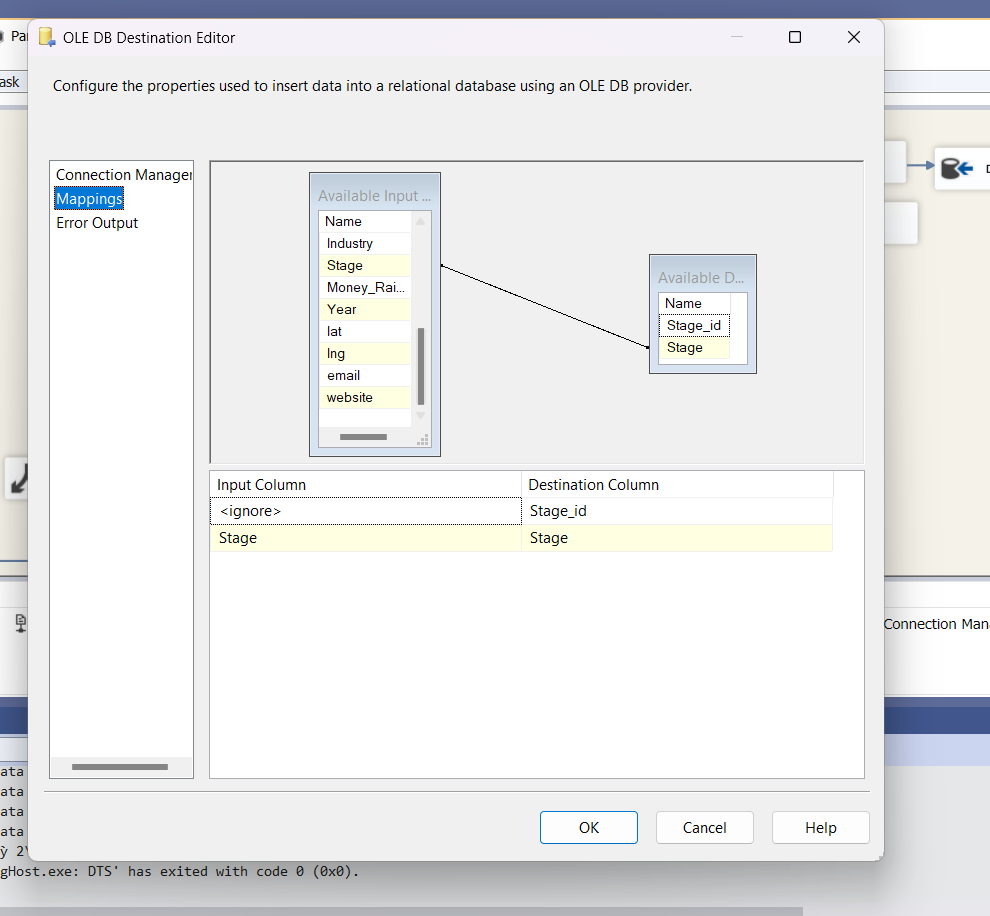 Pa
OLE DB Destination Editor
ask
Configure the properties used to insert data into a relational database using an OLE DB provider.
Connection Manager
Mappings
Error Output
Available Input ...
Name
Industry
Stage
Money_Rai...
Year
lat
lng
email
website
Available D...
Name
Stage_id
Stage
Input Column
Destination Column
<ignore>
Stage_id
Stage
Stage
Connection Man
ata
ata
ata
ata
ỳ 2\
OK
Cancel
Help
gHost.exe: DTS' has exited with code 0 (0x0).